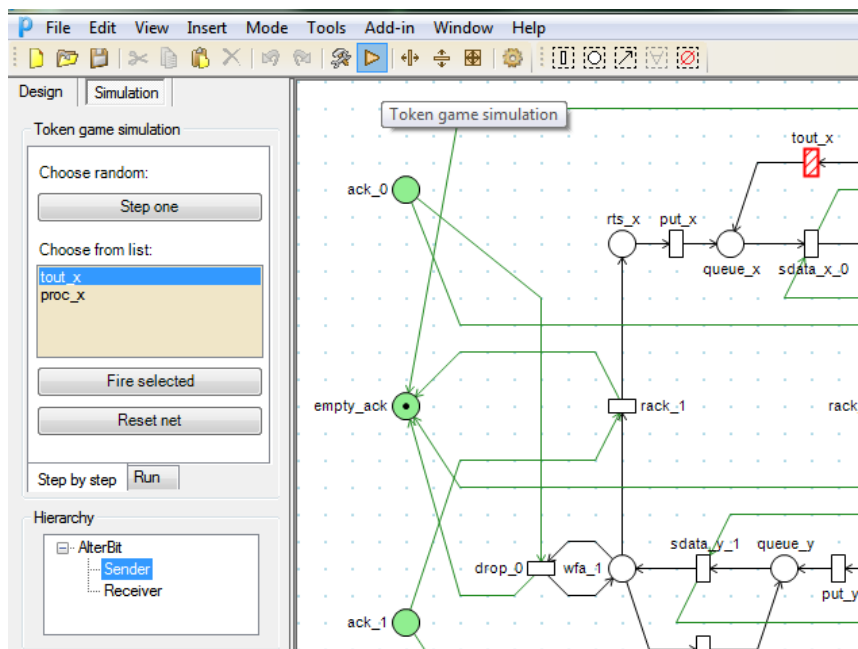 File Edit View Insert Mode Tools Add-in Window Help
Design Simulation
Token game simulation
Choose random:
Step one
Choose from list:
tout_x
proc_x
Fire selected
Reset net
Step by step Run
Hierarchy
AlterBit
Sender
Receiver
Token game simulation
tout_x
ack_0
rts_x put_x
queue_x sdata_x_0
empty_ack
rack_1
rack
sdata_y_1 queue_y
drop_0 wfa_1
put_y
ack_1